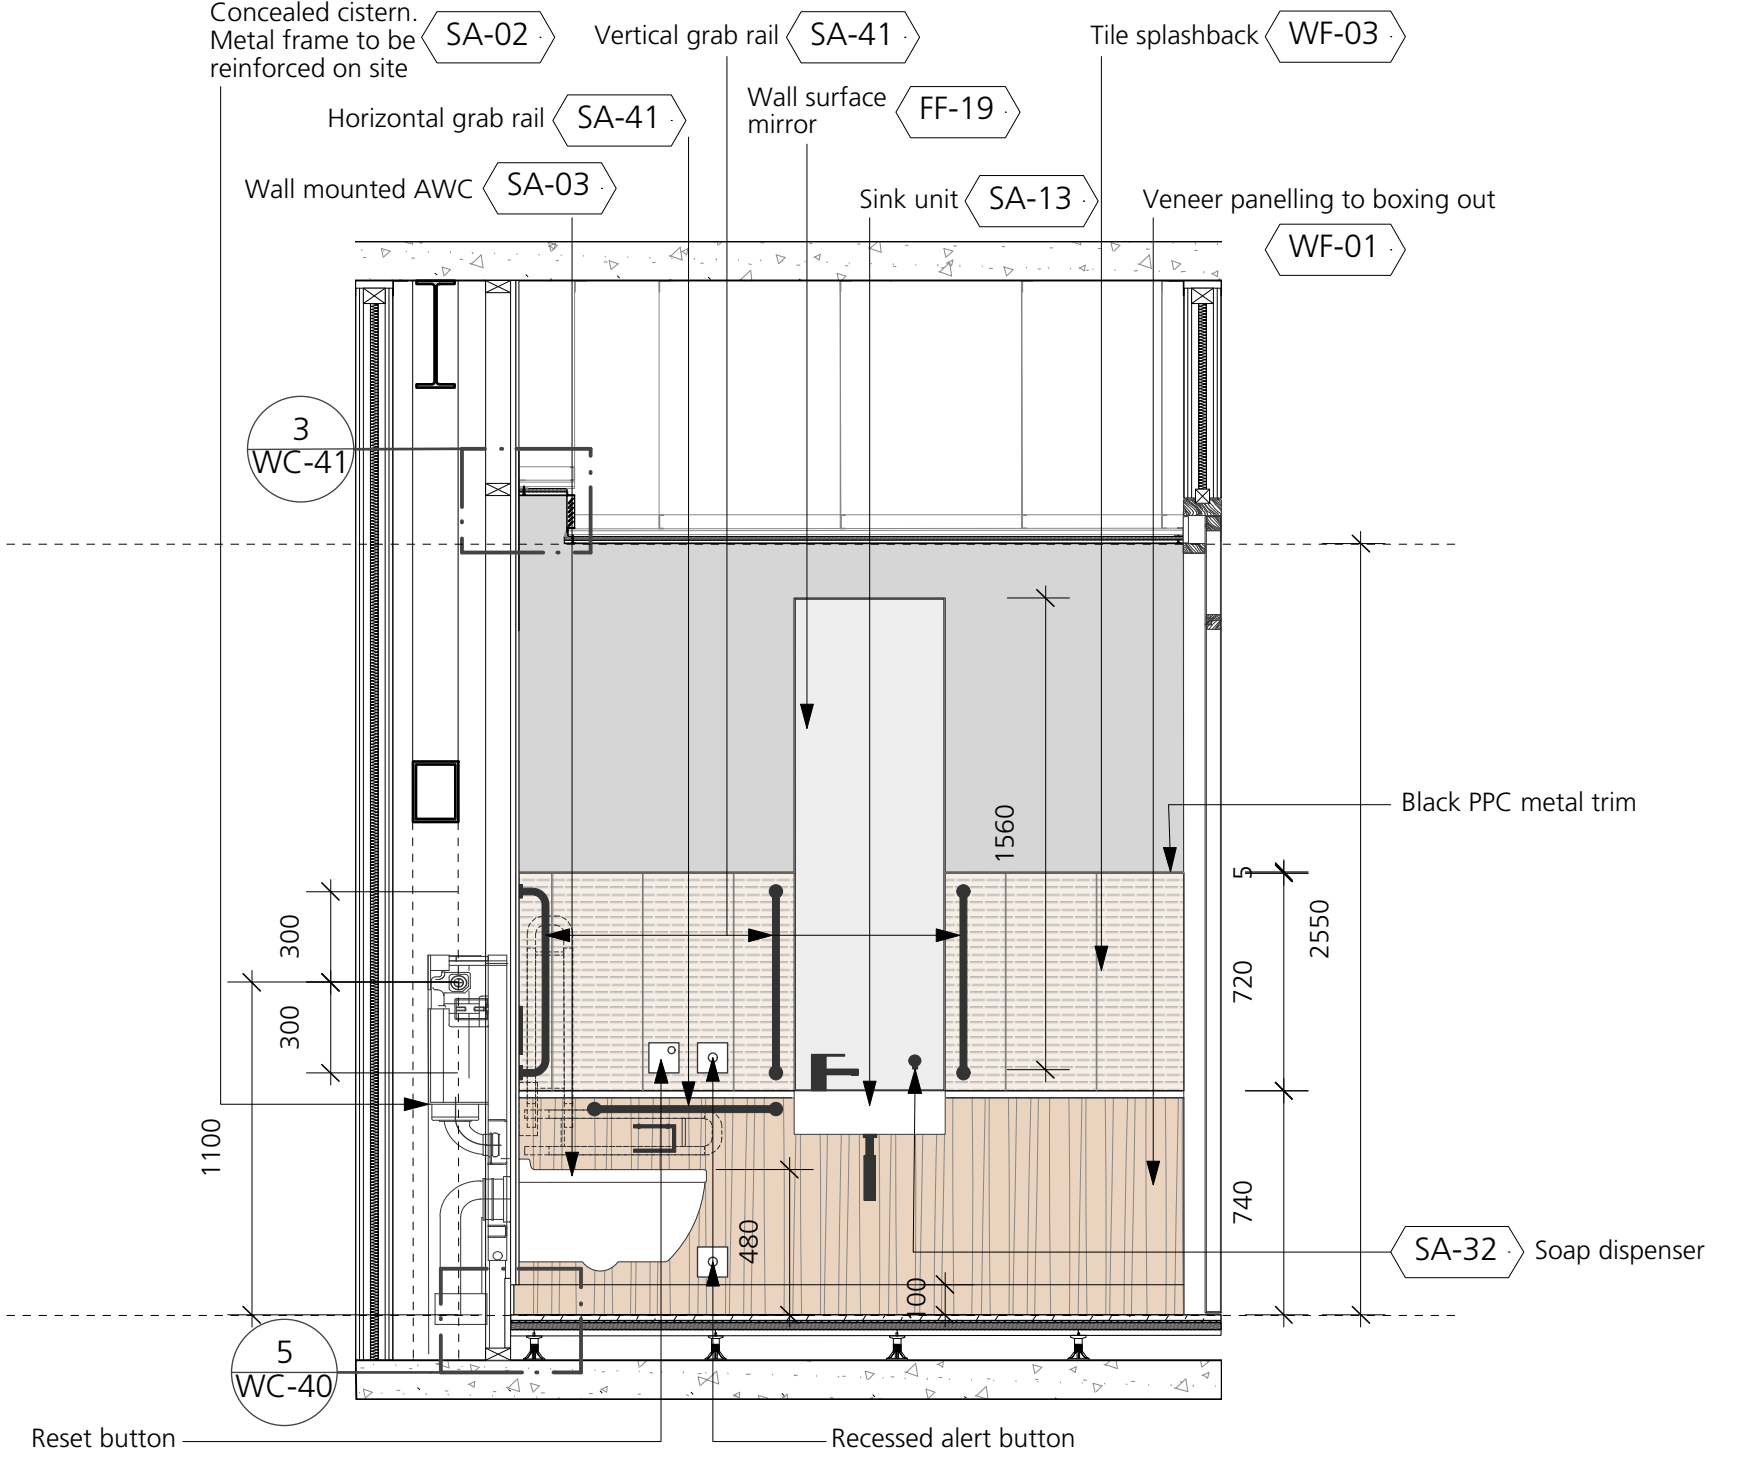 Concealed cistern.
Metal frame to be
reinforced on site
SA-02
Vertical grab rail
SA-41
Tile splashback
WF-03
Wall surface
mirror
FF-19
Horizontal grab rail
SA-41
Wall mounted AWC
SA-03
Sink unit
SA-13
Veneer panelling to boxing out
WF-01
3
WC-41
Black PPC metal trim
1560
5
300
2550
720
300
1100
740
480
100
SA-32
Soap dispenser
5
WC-40
Reset button
Recessed alert button